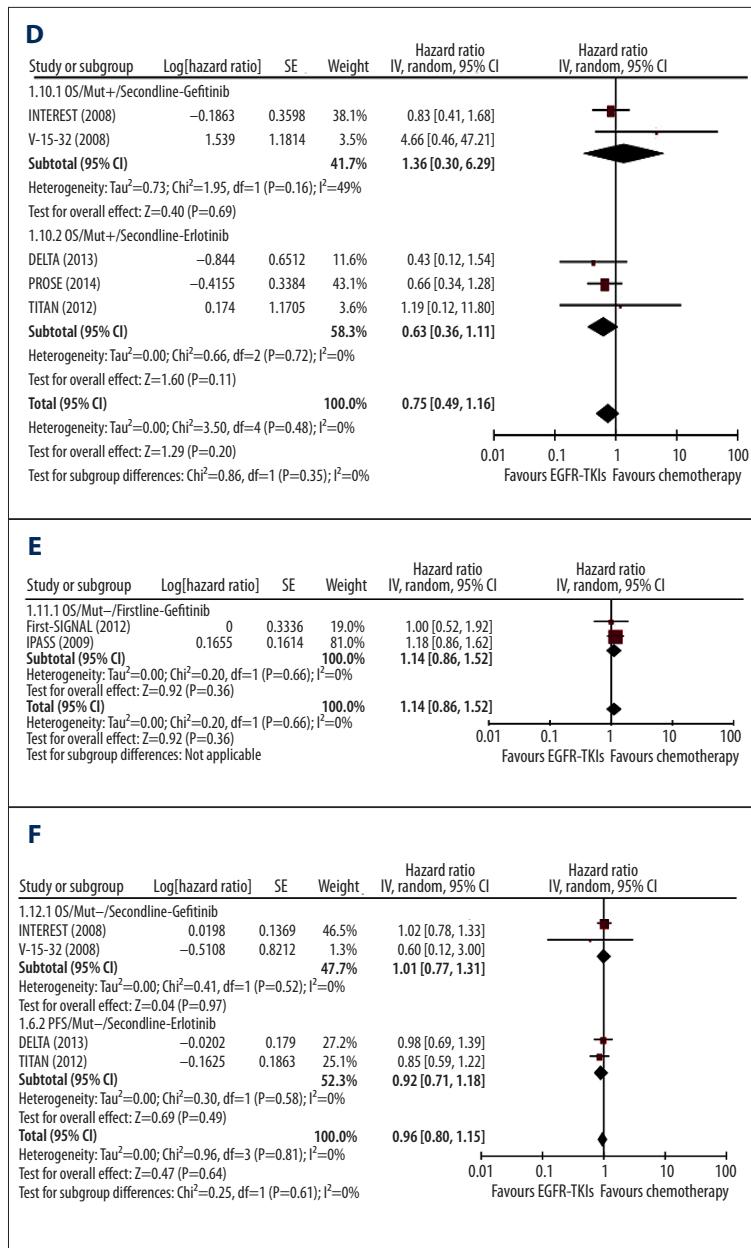 D
Hazard ratio Hazard ratio
Study or subgroup Log[hazard ratio] SE Weight IV, random, 95% CI IV, random, 95% CI
1.10.1 OS/Mut+/Secondline-Gefitinib
INTEREST (2008) −0.1863 0.3598 38.1% 0.83 [0.41, 1.68]
V-15-32 (2008) 1.539 1.1814 3.5% 4.66 [0.46, 47.21]
Subtotal (95% CI) 41.7% 1.36 [0.30, 6.29]
Heterogeneity: Tau²=0.73; Chi²=1.95, df=1 (P=0.16); I²=49%
Test for overall effect: Z=0.40 (P=0.69)
1.10.2 OS/Mut+/Secondline-Erlotinib
DELTA (2013) −0.844 0.6512 11.6% 0.43 [0.12, 1.54]
PROSE (2014) −0.4155 0.3384 43.1% 0.66 [0.34, 1.28]
TITAN (2012) 0.174 1.1705 3.6% 1.19 [0.12, 11.80]
Subtotal (95% CI) 58.3% 0.63 [0.36, 1.11]
Heterogeneity: Tau²=0.00; Chi²=0.66, df=2 (P=0.72); I²=0%
Test for overall effect: Z=1.60 (P=0.11)
Total (95% CI) 100.0% 0.75 [0.49, 1.16]
Heterogeneity: Tau²=0.00; Chi²=3.50, df=4 (P=0.48); I²=0%
Test for overall effect: Z=1.29 (P=0.20)
Test for subgroup differences: Chi²=0.86, df=1 (P=0.35); I²=0%
0.01 0.1 1 10 100
Favours EGFR-TKIs Favours chemotherapy
E
Hazard ratio Hazard ratio
Study or subgroup Log[hazard ratio] SE Weight IV, random, 95% CI IV, random, 95% CI
1.11.1 OS/Mut−/Firstline-Gefitinib
First-SIGNAL (2012) 0 0.3336 19.0% 1.00 [0.52, 1.92]
IPASS (2009) 0.1655 0.1614 81.0% 1.18 [0.86, 1.62]
Subtotal (95% CI) 100.0% 1.14 [0.86, 1.52]
Heterogeneity: Tau²=0.00; Chi²=0.20, df=1 (P=0.66); I²=0%
Test for overall effect: Z=0.92 (P=0.36)
Total (95% CI) 100.0% 1.14 [0.86, 1.52]
Heterogeneity: Tau²=0.00; Chi²=0.20, df=1 (P=0.66); I²=0%
Test for overall effect: Z=0.92 (P=0.36)
Test for subgroup differences: Not applicable
0.01 0.1 1 10 100
Favours EGFR-TKIs Favours chemotherapy
F
Hazard ratio Hazard ratio
Study or subgroup Log[hazard ratio] SE Weight IV, random, 95% CI IV, random, 95% CI
1.12.1 OS/Mut−/Secondline-Gefitinib
INTEREST (2008) 0.0198 0.1369 46.5% 1.02 [0.78, 1.33]
V-15-32 (2008) −0.5108 0.8212 1.3% 0.60 [0.12, 3.00]
Subtotal (95% CI) 47.7% 1.01 [0.77, 1.31]
Heterogeneity: Tau²=0.00; Chi²=0.41, df=1 (P=0.52); I²=0%
Test for overall effect: Z=0.04 (P=0.97)
1.6.2 PFS/Mut−/Secondline-Erlotinib
DELTA (2013) −0.0202 0.179 27.2% 0.98 [0.69, 1.39]
TITAN (2012) −0.1625 0.1863 25.1% 0.85 [0.59, 1.22]
Subtotal (95% CI) 52.3% 0.92 [0.71, 1.18]
Heterogeneity: Tau²=0.00; Chi²=0.30, df=1 (P=0.58); I²=0%
Test for overall effect: Z=0.69 (P=0.49)
Total (95% CI) 100.0% 0.96 [0.80, 1.15]
Heterogeneity: Tau²=0.00; Chi²=0.96, df=3 (P=0.81); I²=0%
Test for overall effect: Z=0.47 (P=0.64)
Test for subgroup differences: Chi²=0.25, df=1 (P=0.61); I²=0%
0.01 0.1 1 10 100
Favours EGFR-TKIs Favours chemotherapy